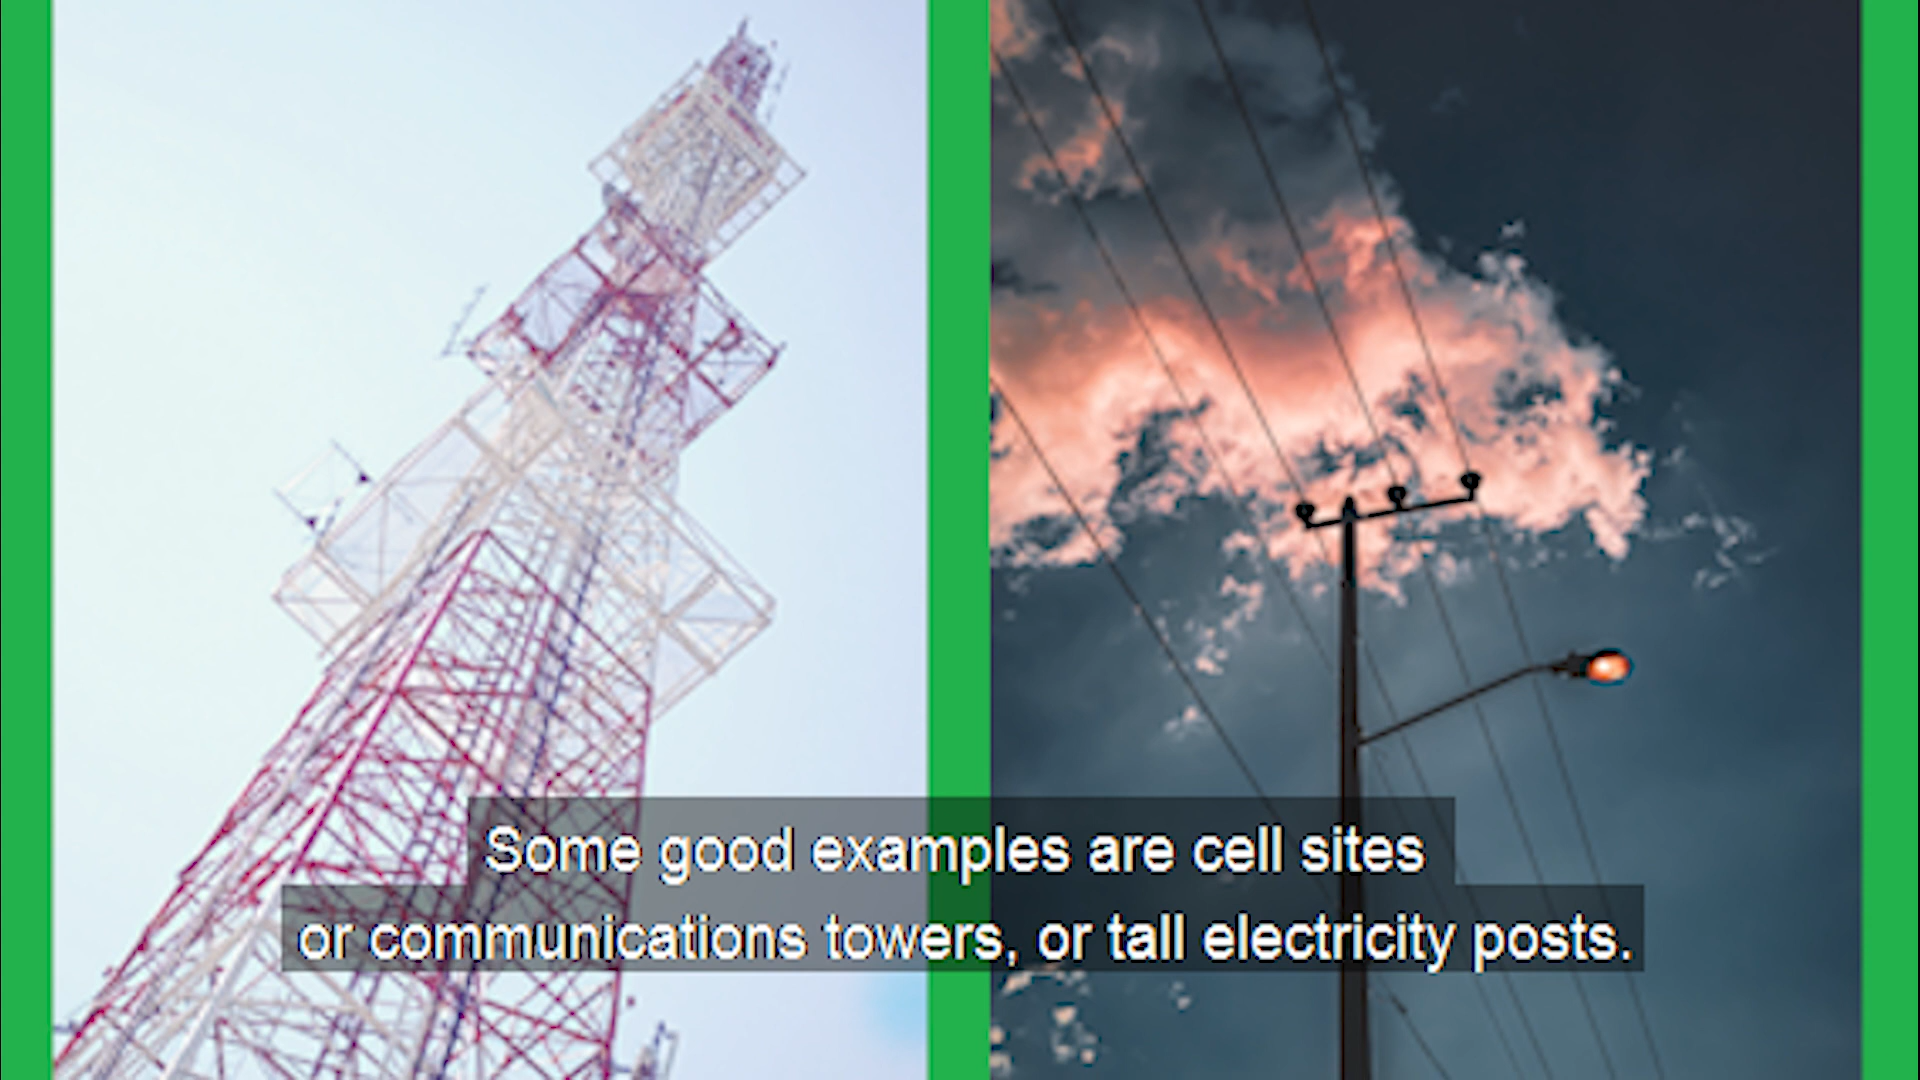 Some good examples are cell sites
or communications towers, or tall electricity posts.